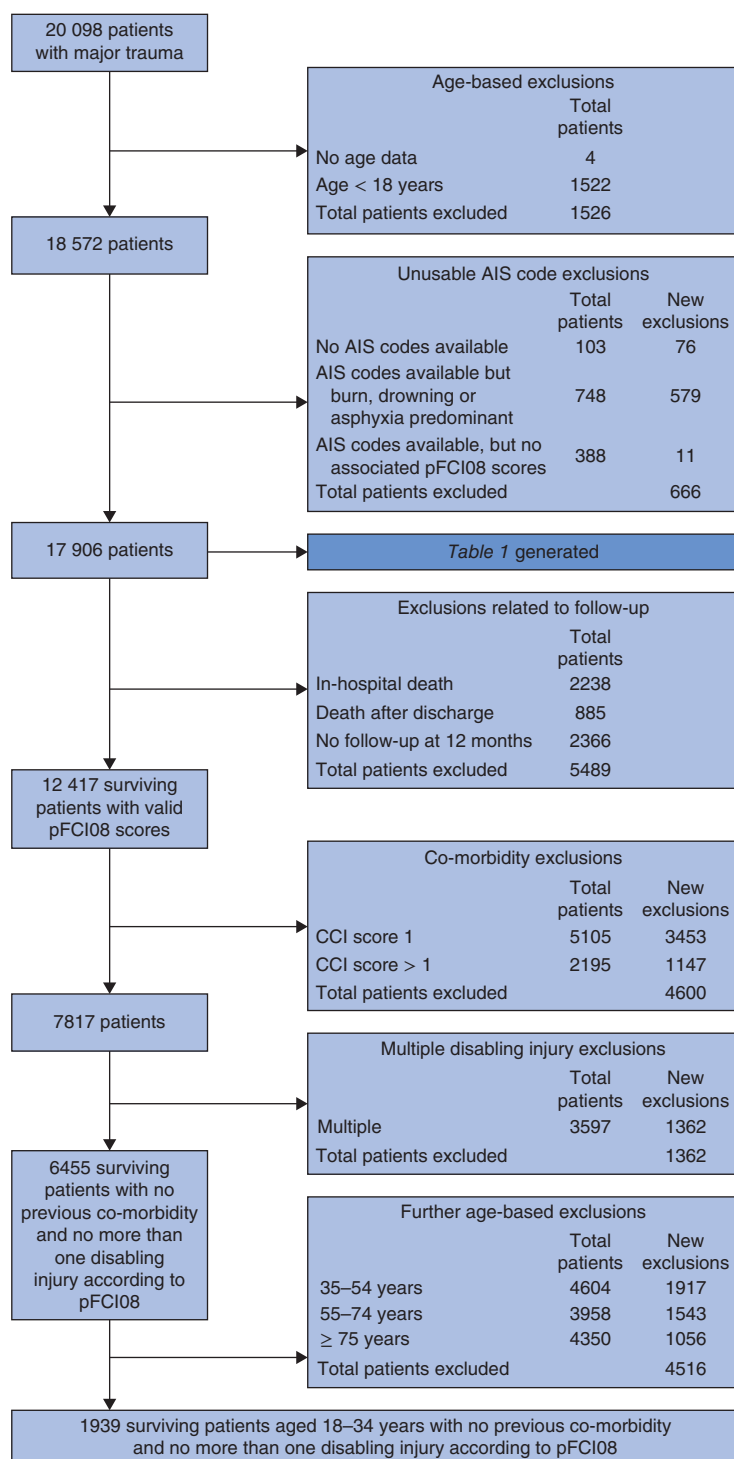 20 098 patients
with major trauma
Age-based exclusions
Total
patients
No age data 4
Age < 18 years 1522
Total patients excluded 1526
18 572 patients
Unusable AIS code exclusions
Total New
patients exclusions
No AIS codes available 103 76
AIS codes available but
burn, drowning or 748 579
asphyxia predominant
AIS codes available, but no 388 11
associated pFCI08 scores
Total patients excluded 666
17 906 patients
Table 1 generated
Exclusions related to follow-up
Total
patients
In-hospital death 2238
Death after discharge 885
No follow-up at 12 months 2366
Total patients excluded 5489
12 417 surviving
patients with valid
pFCI08 scores
Co-morbidity exclusions
Total New
patients exclusions
CCI score 1 5105 3453
CCI score > 1 2195 1147
Total patients excluded 4600
7817 patients
Multiple disabling injury exclusions
Total New
patients exclusions
Multiple 3597 1362
Total patients excluded 1362
6455 surviving
patients with no
previous co-morbidity
and no more than
one disabling
injury according to
pFCI08
Further age-based exclusions
Total New
patients exclusions
35–54 years 4604 1917
55–74 years 3958 1543
≥ 75 years 4350 1056
Total patients excluded 4516
1939 surviving patients aged 18–34 years with no previous co-morbidity
and no more than one disabling injury according to pFCI08